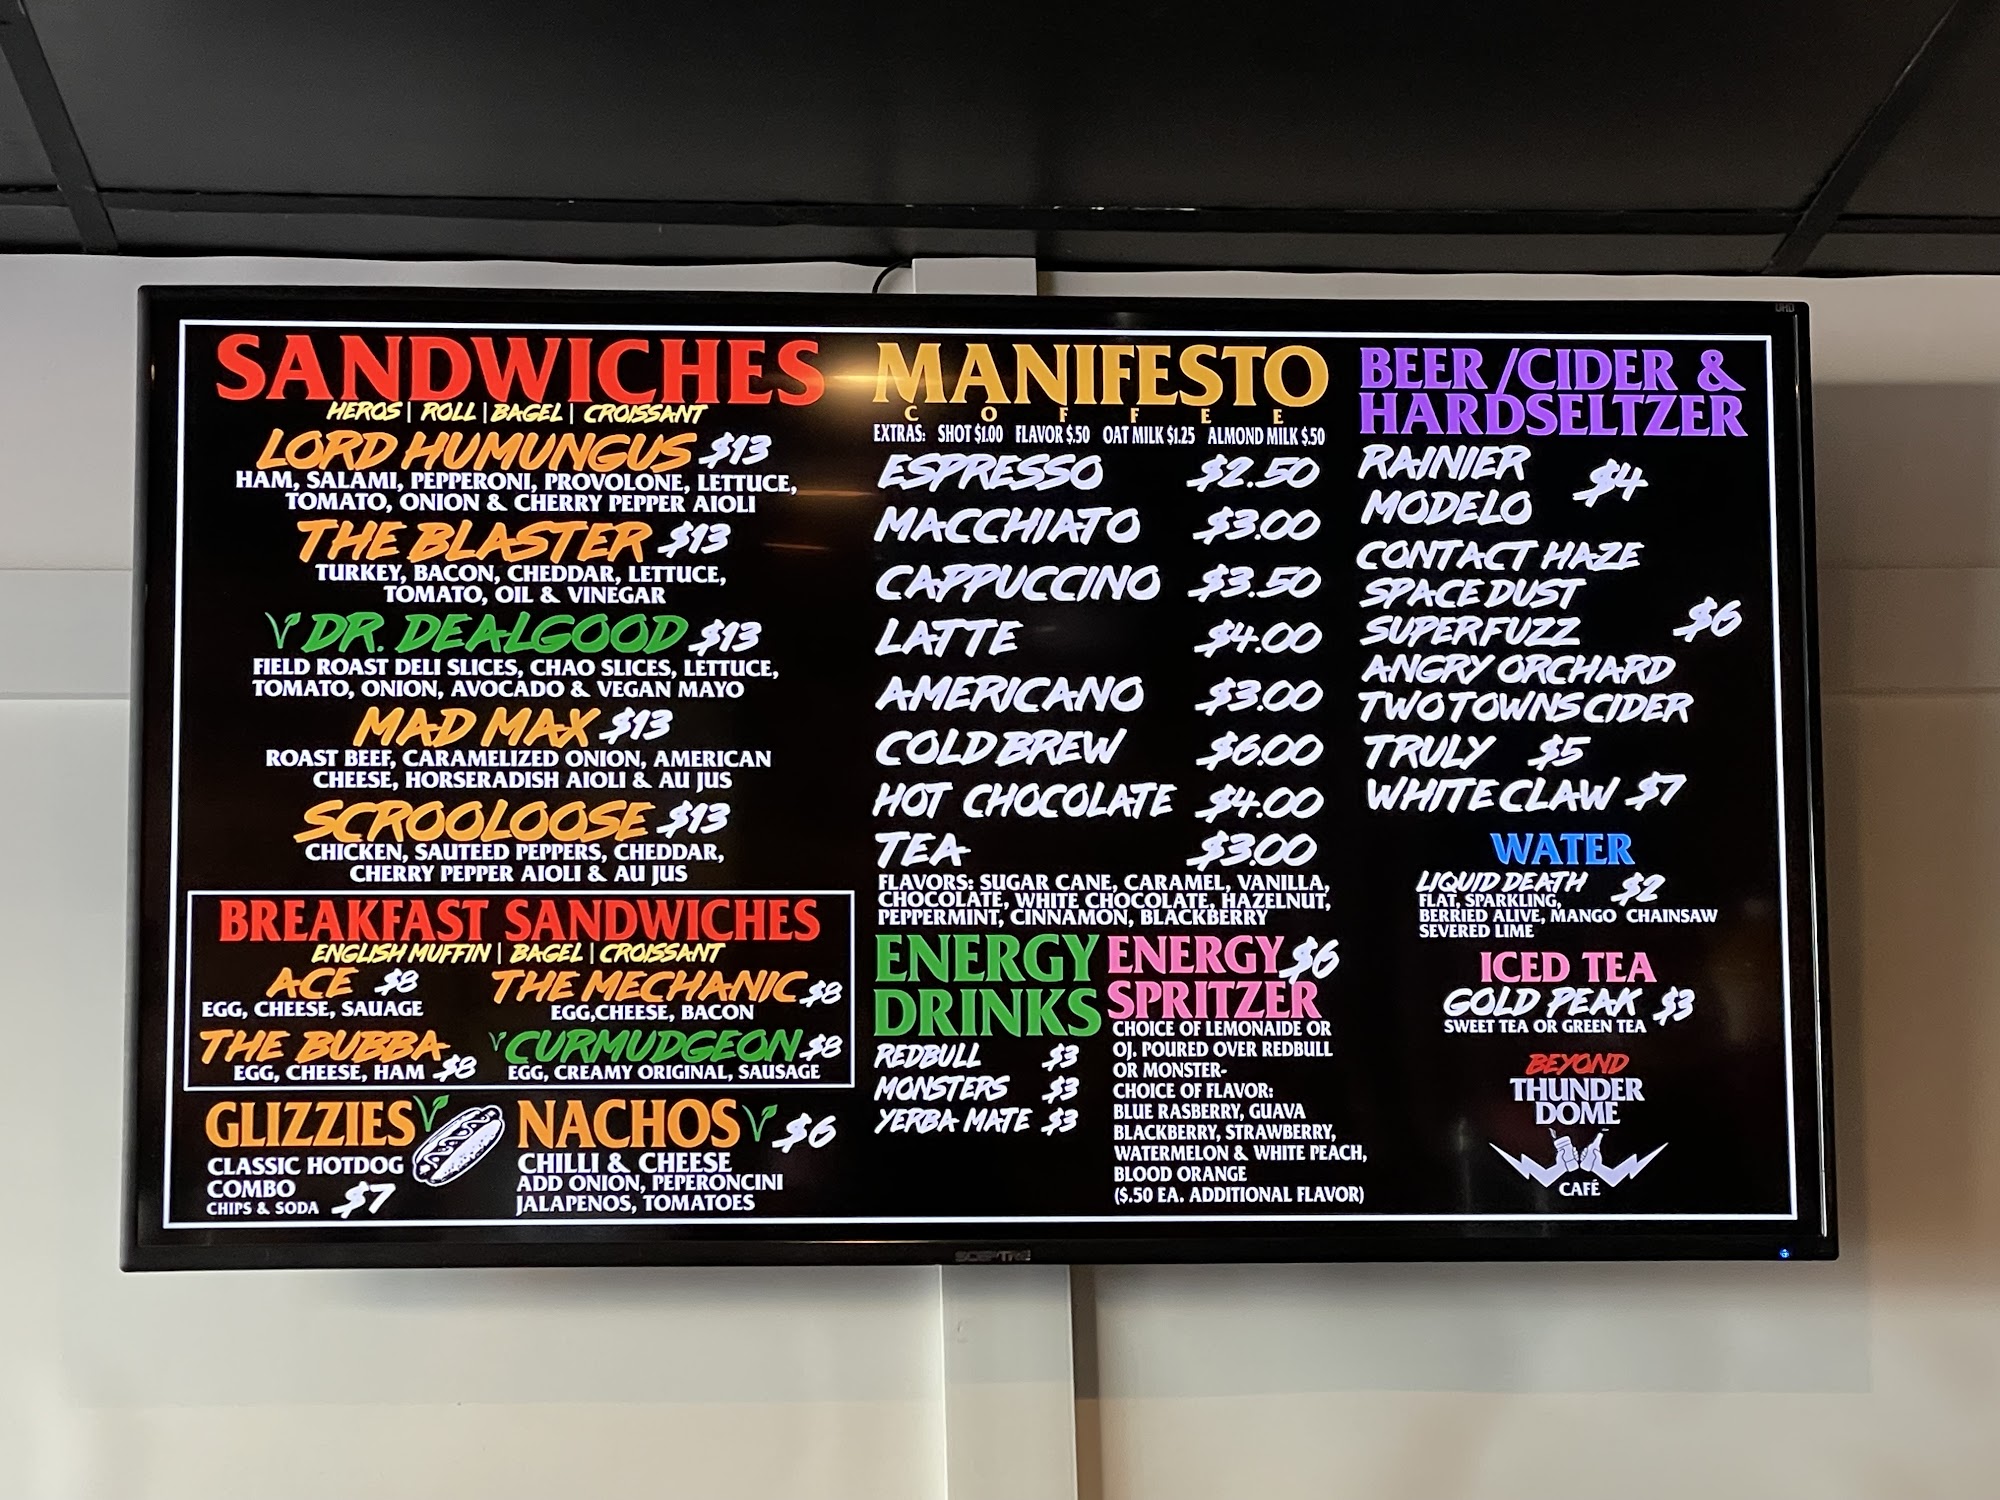 SANDWICHES
HEROS | ROLL | BAGEL | CROISSANT
LORD HUMUNGUS $13
HAM, SALAMI, PEPPERONI, PROVOLONE, LETTUCE,
TOMATO, ONION & CHERRY PEPPER AIOLI
THE BLASTER $13
TURKEY, BACON, CHEDDAR, LETTUCE,
TOMATO, OIL & VINEGAR
DR. DEALGOOD $13
FIELD ROAST DELI SLICES, CHAO SLICES, LETTUCE,
TOMATO, ONION, AVOCADO & VEGAN MAYO
MAD MAX $13
ROAST BEEF, CARAMELIZED ONION, AMERICAN
CHEESE, HORSERADISH AIOLI & AU JUS
SCROOLOOSE $13
CHICKEN, SAUTEED PEPPERS, CHEDDAR,
CHERRY PEPPER AIOLI & AU JUS
BREAKFAST SANDWICHES
ENGLISH MUFFIN | BAGEL | CROISSANT
ACE $8
EGG, CHEESE, SAUAGE
THE MECHANIC $8
EGG,CHEESE, BACON
THE BUBBA $8
EGG, CHEESE, HAM
V CURMUDGEON $8
EGG, CREAMY ORIGINAL, SAUSAGE
GLIZZIES
CLASSIC HOTDOG
COMBO
CHIPS & SODA $7
NACHOS $6
CHILLI & CHEESE
ADD ONION, PEPERONCINI
JALAPENOS, TOMATOES
MANIFESTO
COFFEE
EXTRAS: SHOT $1.00 FLAVOR $.50 OAT MILK $1.25 ALMOND MILK $.50
ESPRESSO $2.50
MACCHIATO $3.00
CAPPUCCINO $3.50
LATTE $4.00
AMERICANO $3.00
COLD BREW $6.00
HOT CHOCOLATE $4.00
TEA $3.00
FLAVORS: SUGAR CANE, CARAMEL, VANILLA,
CHOCOLATE, WHITE CHOCOLATE, HAZELNUT,
PEPPERMINT, CINNAMON, BLACKBERRY
ENERGY
DRINKS
REDBULL $3
MONSTERS $3
YERBA MATE $3
ENERGY $6
SPRITZER
CHOICE OF LEMONAIDE OR
OJ. POURED OVER REDBULL
OR MONSTER-
CHOICE OF FLAVOR:
BLUE RASBERRY, GUAVA
BLACKBERRY, STRAWBERRY,
WATERMELON & WHITE PEACH,
BLOOD ORANGE
($.50 EA. ADDITIONAL FLAVOR)
BEER /CIDER &
HARDSELTZER
RAINIER
MODELO $4
CONTACT HAZE
SPACE DUST
SUPERFUZZ $6
ANGRY ORCHARD
TWO TOWNS CIDER
TRULY $5
WHITE CLAW $7
WATER
LIQUID DEATH $2
FLAT, SPARKLING,
BERRIED ALIVE, MANGO CHAINSAW
SEVERED LIME
ICED TEA
GOLD PEAK $3
SWEET TEA OR GREEN TEA
BEYOND
THUNDER
DOME
CAFÉ
SCEPTRE
UHD